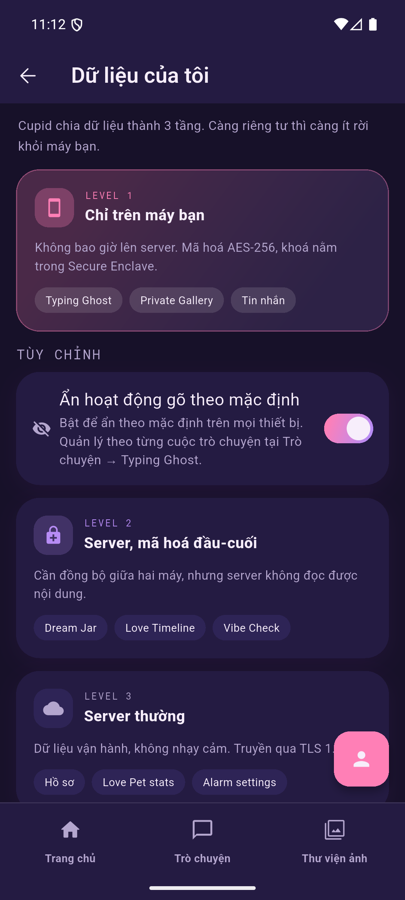 11:12
Dữ liệu của tôi
Cupid chia dữ liệu thành 3 tầng. Càng riêng tư thì càng ít rời
khỏi máy bạn.
LEVEL 1
Chỉ trên máy bạn
Không bao giờ lên server. Mã hoá AES-256, khoá nằm
trong Secure Enclave.
Typing Ghost
Private Gallery
Tin nhắn
TÙY CHỈNH
Ẩn hoạt động gõ theo mặc định
Bật để ẩn theo mặc định trên mọi thiết bị.
Quản lý theo từng cuộc trò chuyện tại Trò
chuyện → Typing Ghost.
LEVEL 2
Server, mã hoá đầu-cuối
Cần đồng bộ giữa hai máy, nhưng server không đọc được
nội dung.
Dream Jar
Love Timeline
Vibe Check
LEVEL 3
Server thường
Dữ liệu vận hành, không nhạy cảm. Truyền qua TLS 1.
Hồ sơ
Love Pet stats
Alarm settings
Trang chủ
Trò chuyện
Thư viện ảnh